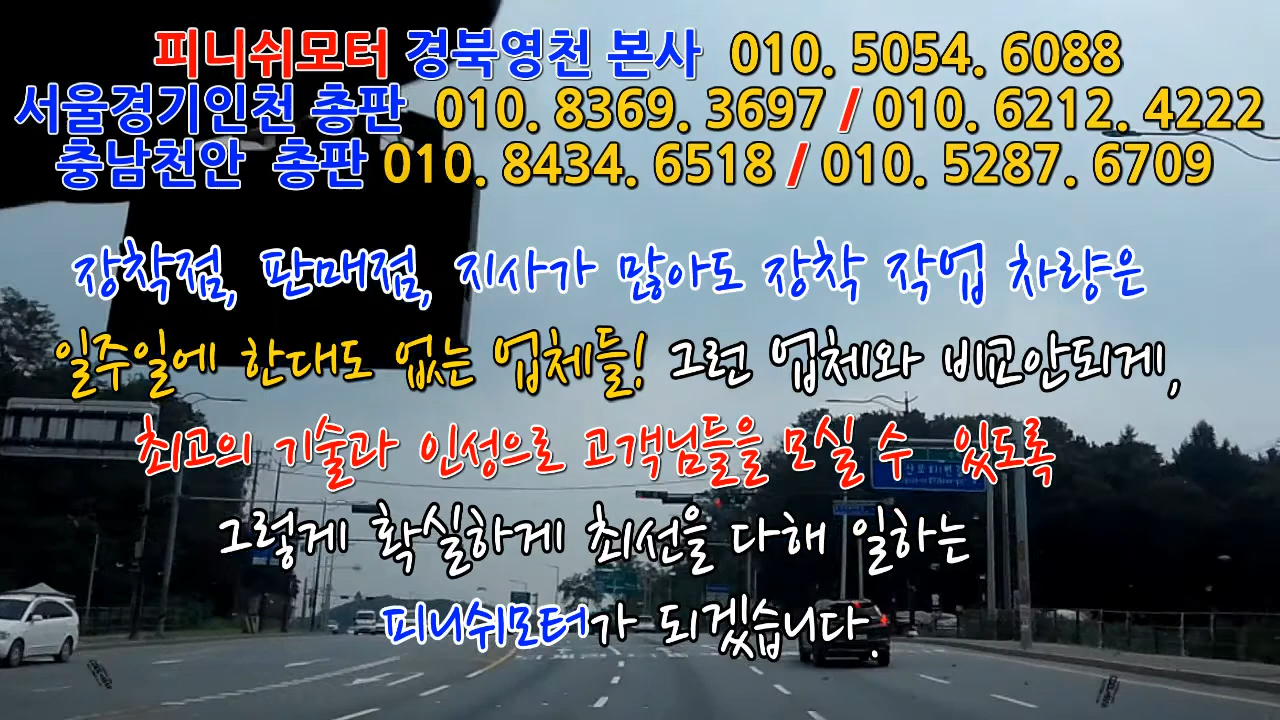 피니쉬모터 경북영천 본사 010. 5054. 6088
서울경기인천 총판 010. 8369. 3697 / 010. 6212. 4222
충남천안 총판 010. 8434. 6518 / 010. 5287. 6709
장착점, 판매점, 지사가 많아도 장착 작업 차량은
일주일에 한대도 없는 업체들! 그런 업체와 비교안되게,
최고의 기술과 인성으로 고객님들을 모실 수 있도록
그렇게 확실하게 최선을 다해 일하는
피니쉬모터가 되겠습니다.